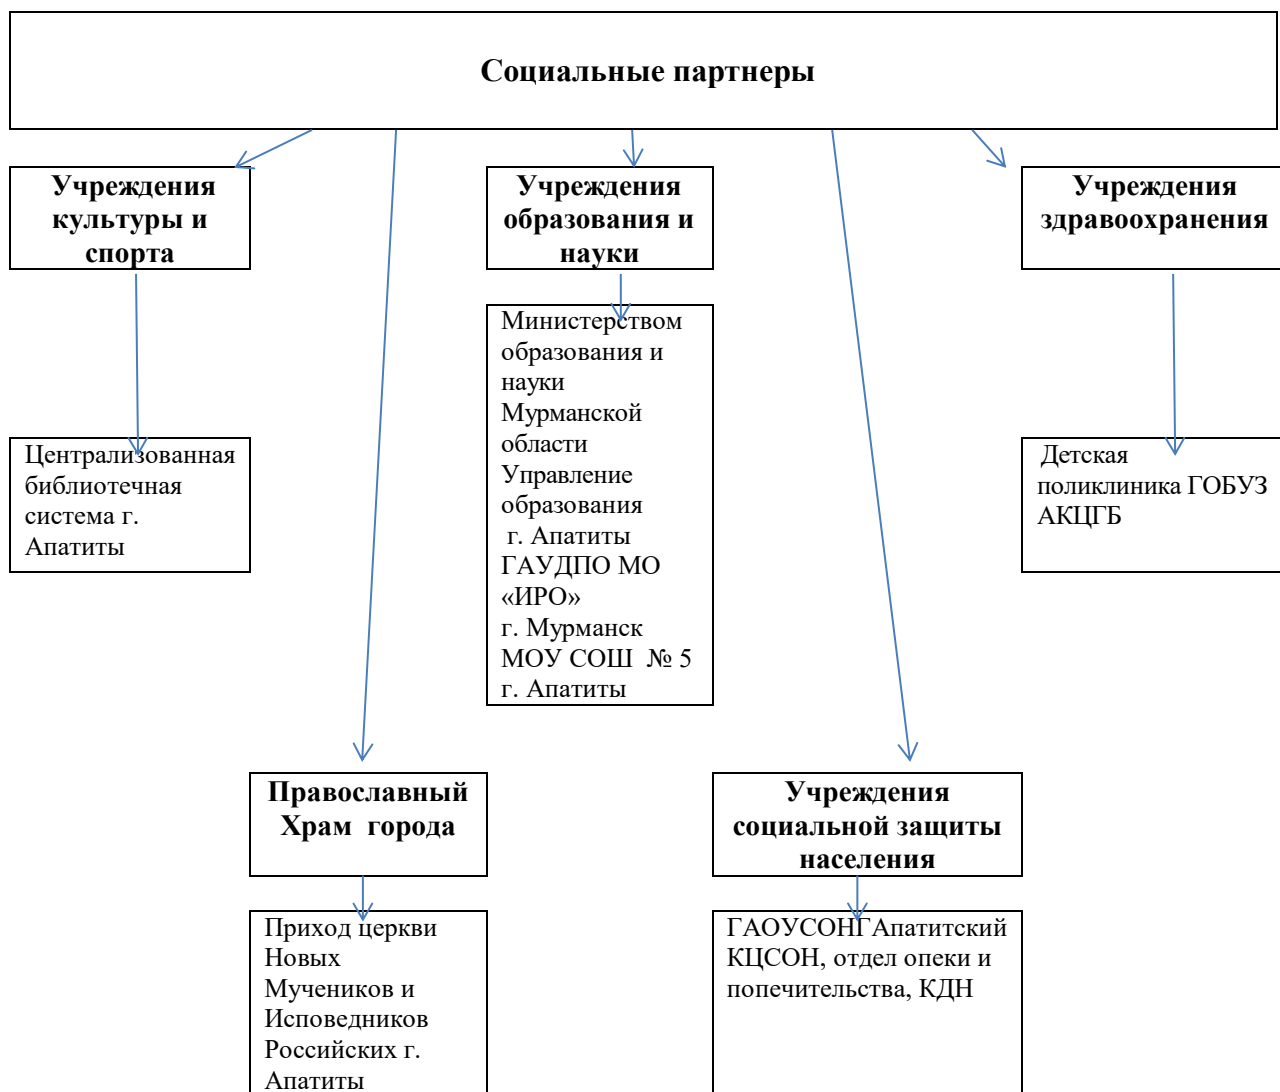 Социальные партнеры
Учреждения
культуры и
спорта
Учреждения
образования и
науки
Учреждения
здравоохранения
Министерством
образования и
науки
Мурманской
области
Управление
образования
г. Апатиты
ГАУДПО МО
«ИРО»
г. Мурманск
МОУ СОШ № 5
г. Апатиты
Централизованная
библиотечная
система г.
Апатиты
Детская
поликлиника ГОБУЗ
АКЦГБ
Православный
Храм города
Учреждения
социальной защиты
населения
Приход церкви
Новых
Мучеников и
Исповедников
Российских г.
Апатиты
ГАОУСОНГАпатитский
КЦСОН, отдел опеки и
попечительства, КДН